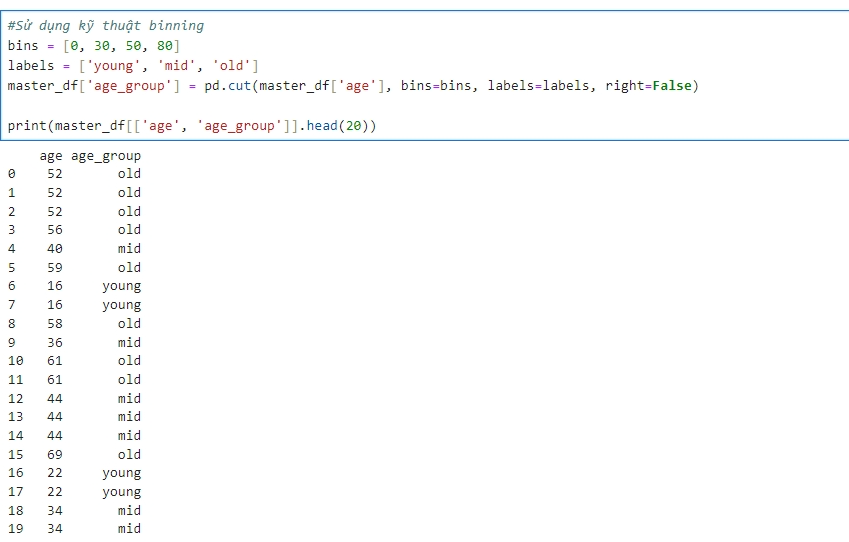 #Sử dụng kỹ thuật binning
bins = [0, 30, 50, 80]
labels = ['young', 'mid', 'old']
master_df['age_group'] = pd.cut(master_df['age'], bins=bins, labels=labels, right=False)
print(master_df[['age', 'age_group']].head(20))
age age_group
0 52 old
1 52 old
2 52 old
3 56 old
4 40 mid
5 59 old
6 16 young
7 16 young
8 58 old
9 36 mid
10 61 old
11 61 old
12 44 mid
13 44 mid
14 44 mid
15 69 old
16 22 young
17 22 young
18 34 mid
19 34 mid